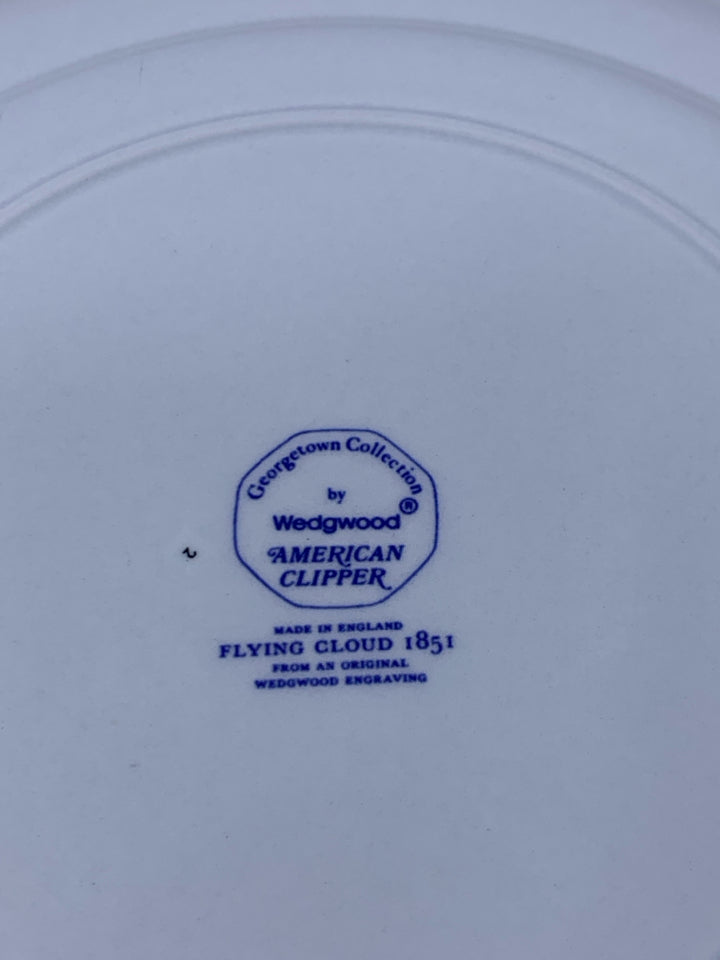 Georgetown Collection
by
Wedgwood®
AMERICAN
CLIPPER
MADE IN ENGLAND
FLYING CLOUD 1851
FROM AN ORIGINAL
WEDGWOOD ENGRAVING